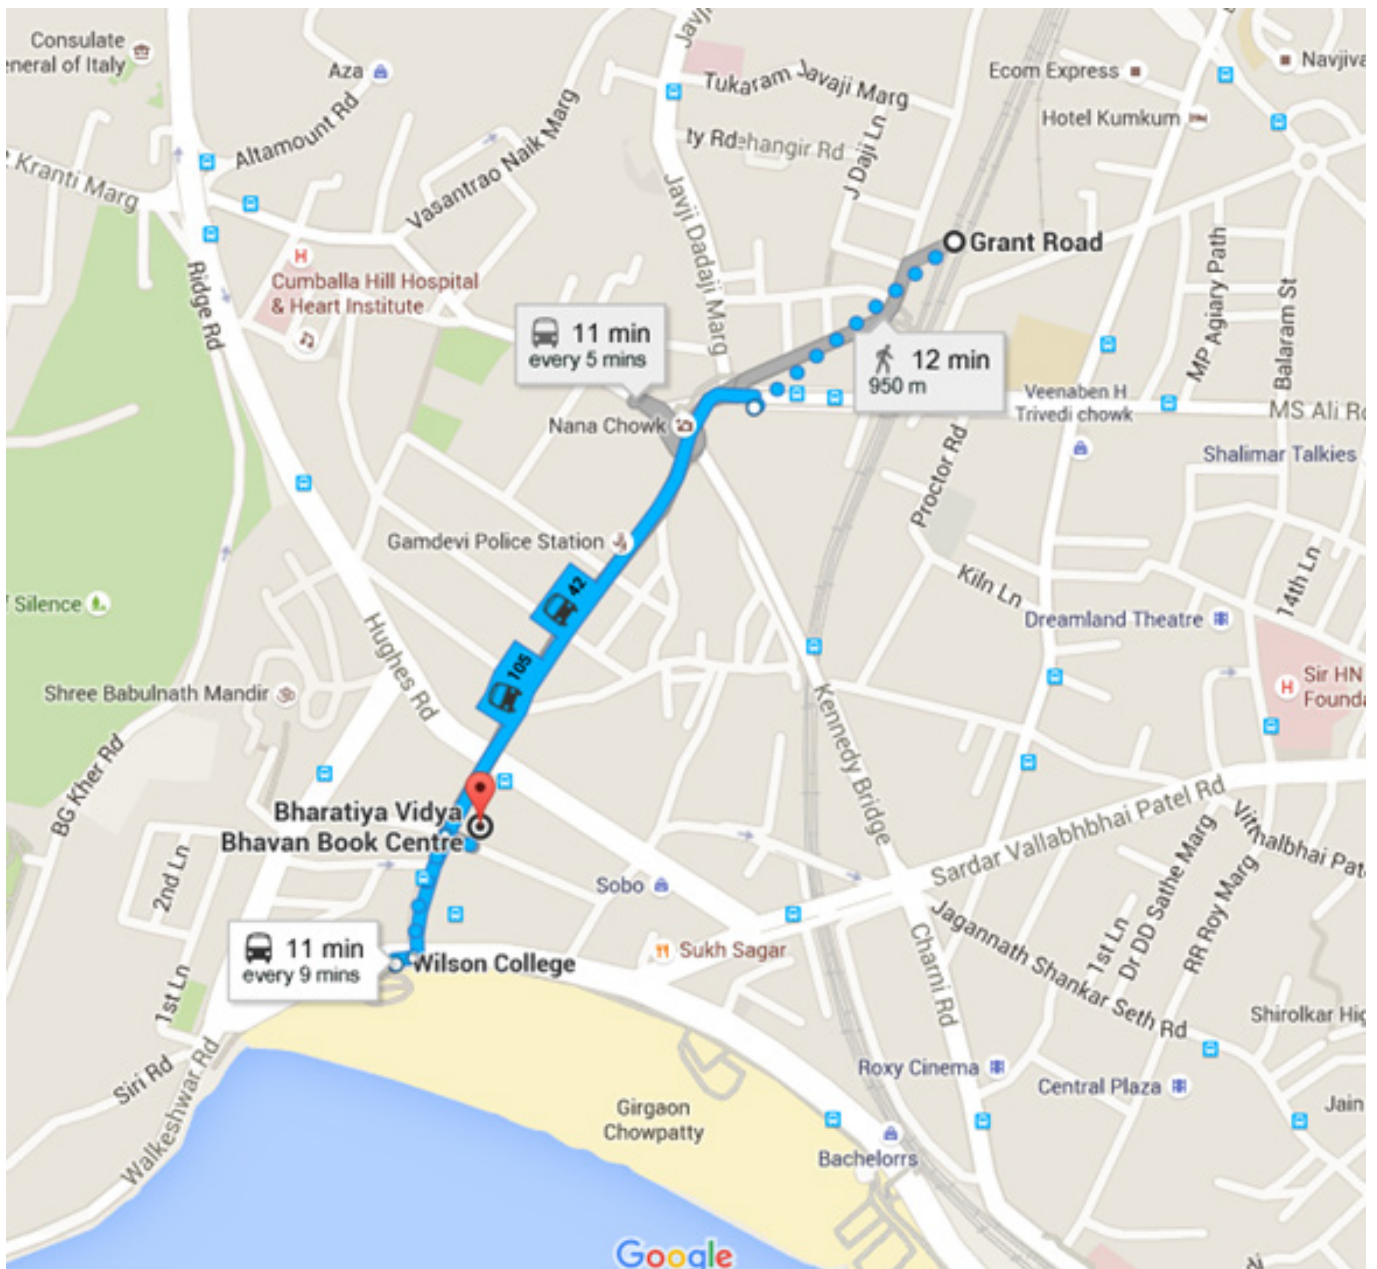 Consulate
eneral of Italy
Aza
Altamount Rd
Kranti Marg
Vasantrao Naik Marg
Javji
Tukaram Javaji Marg
ty Rd
ehangir Rd
J Daji Ln
Javji Dadaji Marg
Ecom Express
Hotel Kumkum
Navjiva
Grant Road
MP Agiary Path
Balaram St
Ridge Rd
Cumballa Hill Hospital
& Heart Institute
11 min
every 5 mins
12 min
950 m
Veenaben H
Trivedi chowk
MS Ali Ro
Nana Chowk
Shalimar Talkies
Proctor Rd
Gamdevi Police Station
42
Kiln Ln
14th Ln
f Silence
Dreamland Theatre
Hughes Rd
105
Shree Babulnath Mandir
Sir HN
Founda
Kennedy Bridge
BG Kher Rd
Bharatiya Vidya
Bhavan Book Centre
Sardar Vallabhbhai Patel Rd
Vithalbhai Pate
2nd Ln
Sobo
Dr DD Sathe Marg
RR Roy Marg
1st Ln
Jagannath Shankar Seth Rd
Charni Rd
11 min
every 9 mins
Wilson College
Sukh Sagar
1st Ln
Siri Rd
Walkeshwar Rd
Shirolkar Hig
Roxy Cinema
Central Plaza
Jain
Girgaon
Chowpatty
Bachelorrs
Google